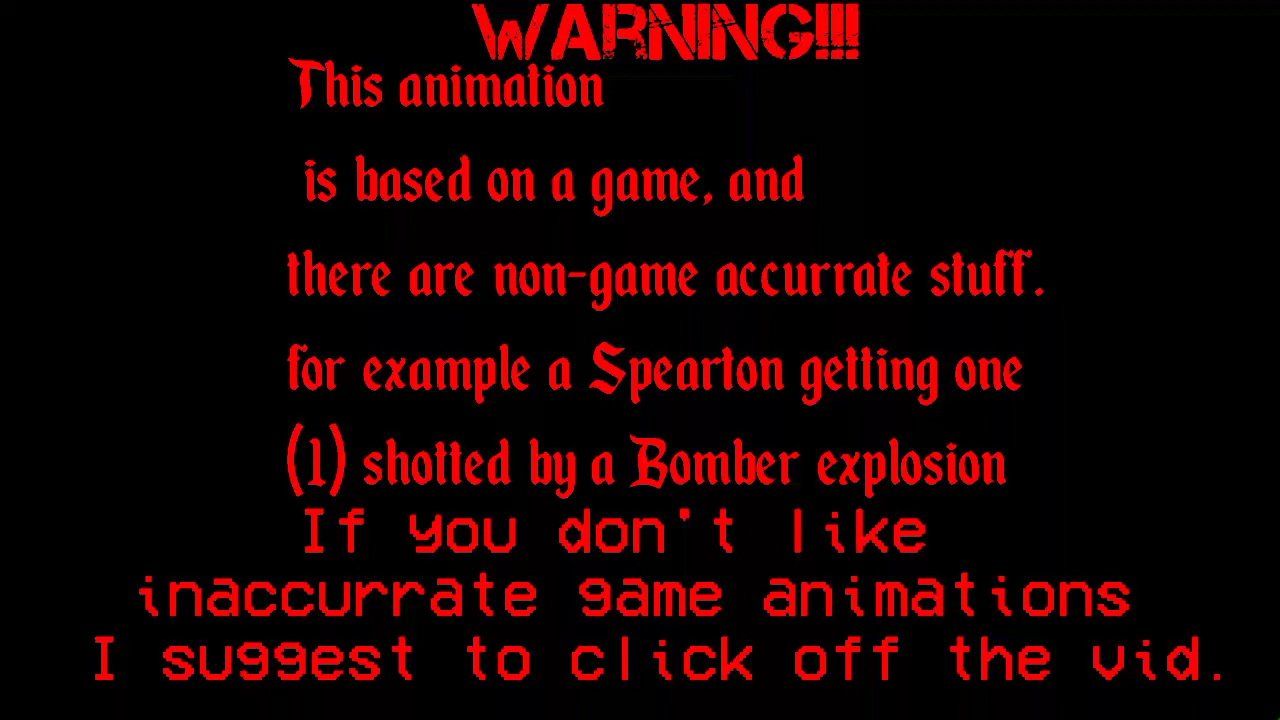 WARNING!!!
This animation
is based on a game, and
there are non-game accurrate stuff.
for example a Spearton getting one
(1) shotted by a Bomber explosion
If you don't like
inaccurrate game animations
I suggest to click off the vid.